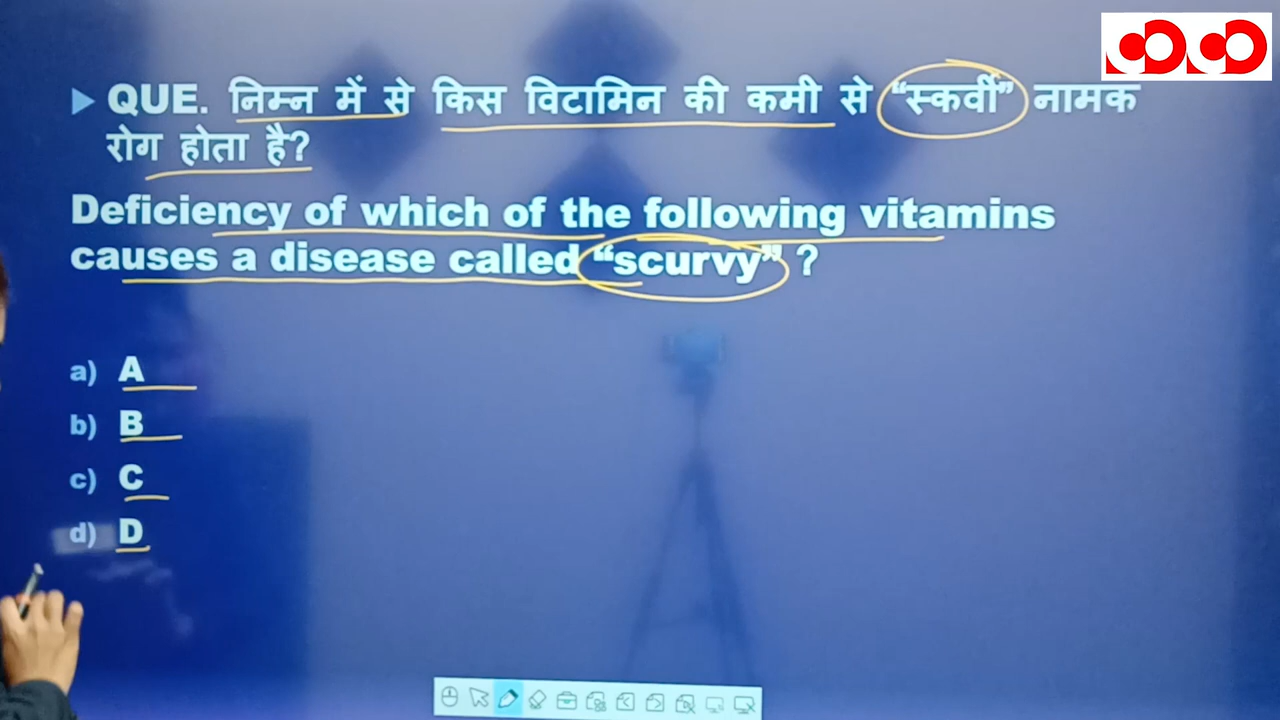 QUE. निम्न में से किस विटामिन की कमी से "स्कर्वी" नामक
रोग होता है?
Deficiency of which of the following vitamins
causes a disease called "scurvy" ?
a) A
b) B
c) C
d) D